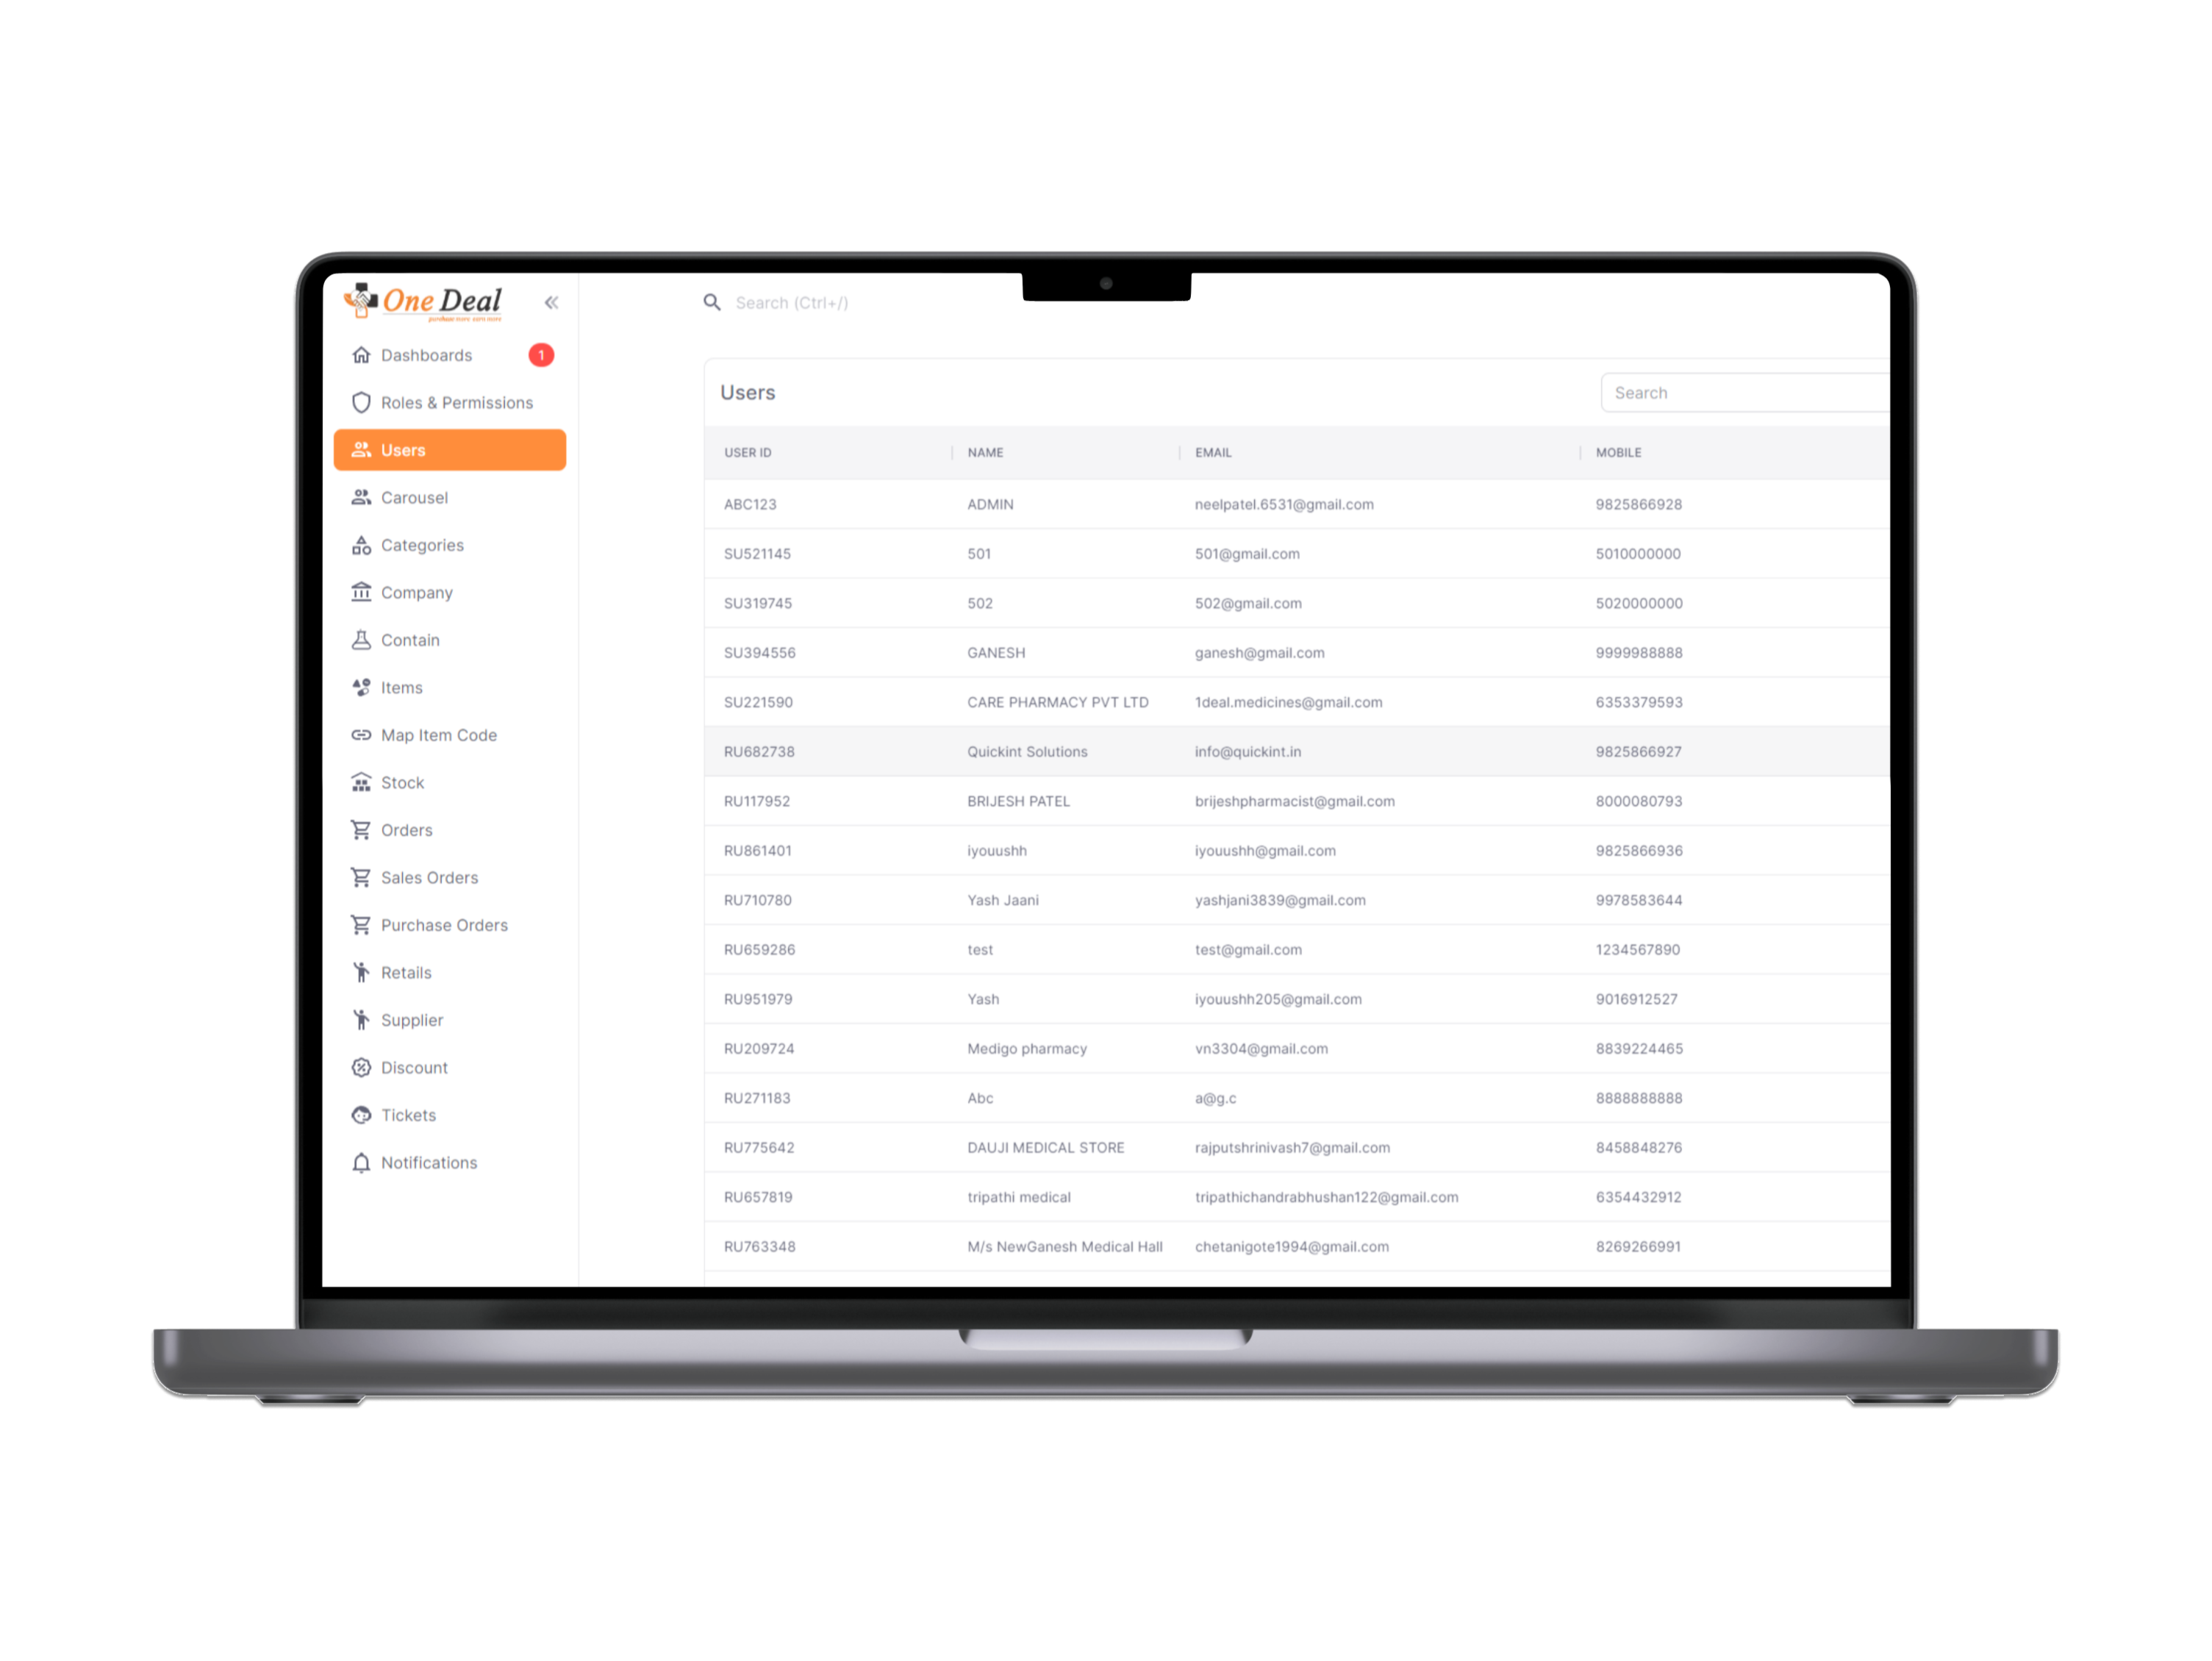 One Deal
purchase more earn more
Search (Ctrl+/)
Dashboards 1
Roles & Permissions
Users
Carousel
Categories
Company
Contain
Items
Map Item Code
Stock
Orders
Sales Orders
Purchase Orders
Retails
Supplier
Discount
Tickets
Notifications
Users Search
USER ID NAME EMAIL MOBILE
ABC123 ADMIN neelpatel.6531@gmail.com 9825866928
SU521145 501 501@gmail.com 5010000000
SU319745 502 502@gmail.com 5020000000
SU394556 GANESH ganesh@gmail.com 9999988888
SU221590 CARE PHARMACY PVT LTD 1deal.medicines@gmail.com 6353379593
RU682738 Quickint Solutions info@quickint.in 9825866927
RU117952 BRIJESH PATEL brijeshpharmacist@gmail.com 8000080793
RU861401 iyouushh iyouushh@gmail.com 9825866936
RU710780 Yash Jaani yashjani3839@gmail.com 9978583644
RU659286 test test@gmail.com 1234567890
RU951979 Yash iyouushh205@gmail.com 9016912527
RU209724 Medigo pharmacy vn3304@gmail.com 8839224465
RU271183 Abc a@g.c 8888888888
RU775642 DAUJI MEDICAL STORE rajputshrinivash7@gmail.com 8458848276
RU657819 tripathi medical tripathichandrabhushan122@gmail.com 6354432912
RU763348 M/s NewGanesh Medical Hall chetanigote1994@gmail.com 8269266991